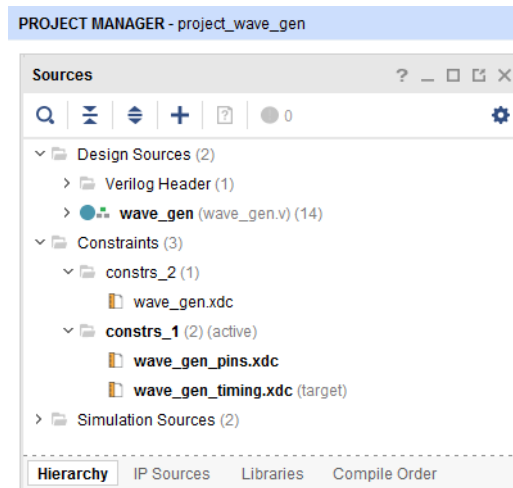 PROJECT MANAGER - project_wave_gen
Sources
? _
0
Design Sources (2)
Verilog Header (1)
wave_gen (wave_gen.v) (14)
Constraints (3)
constrs_2 (1)
wave_gen.xdc
constrs_1 (2) (active)
wave_gen_pins.xdc
wave_gen_timing.xdc (target)
Simulation Sources (2)
Hierarchy IP Sources Libraries Compile Order